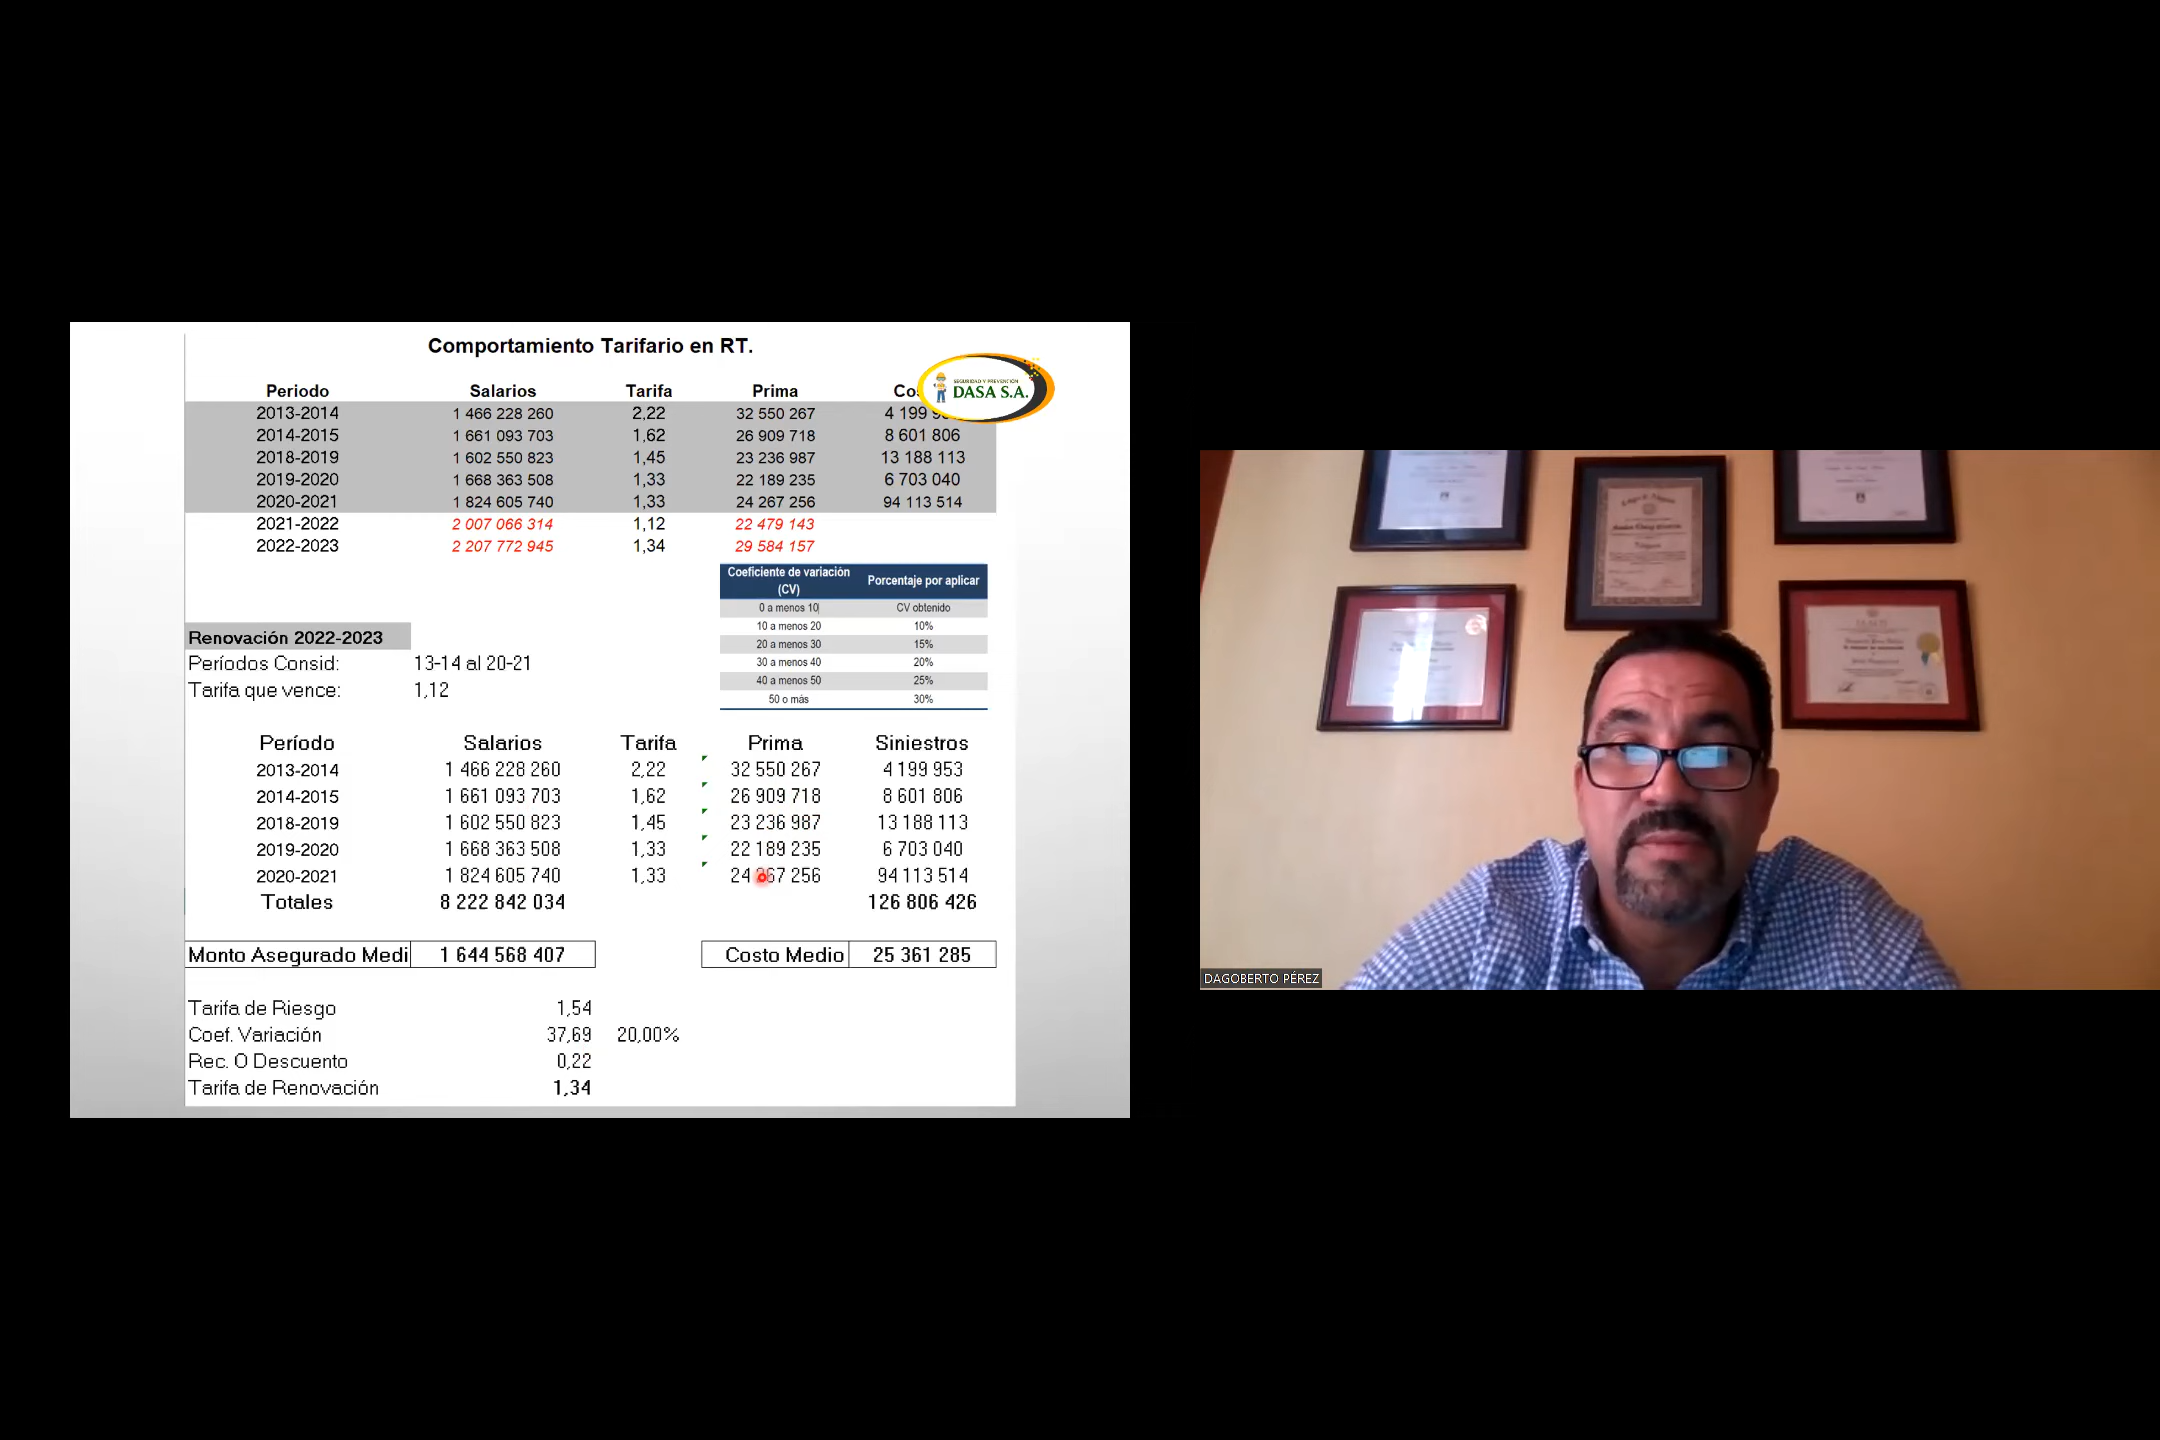 Comportamiento Tarifario en RT.
SEGURIDAD Y PREVENCION
DASA S.A.
Periodo Salarios Tarifa Prima
2013-2014 1 466 228 260 2,22 32 550 267 4 199
2014-2015 1 661 093 703 1,62 26 909 718 8 601 806
2018-2019 1 602 550 823 1,45 23 236 987 13 188 113
2019-2020 1 668 363 508 1,33 22 189 235 6 703 040
2020-2021 1 824 605 740 1,33 24 267 256 94 113 514
2021-2022 2 007 066 314 1,12 22 479 143
2022-2023 2 207 772 945 1,34 29 584 157
Coeficiente de variación (CV) Porcentaje por aplicar
0 a menos 10 CV obtenido
10 a menos 20 10%
20 a menos 30 15%
30 a menos 40 20%
40 a menos 50 25%
50 o más 30%
Renovación 2022-2023
Períodos Consid: 13-14 al 20-21
Tarifa que vence: 1,12
Período Salarios Tarifa Prima Siniestros
2013-2014 1 466 228 260 2,22 32 550 267 4 199 953
2014-2015 1 661 093 703 1,62 26 909 718 8 601 806
2018-2019 1 602 550 823 1,45 23 236 987 13 188 113
2019-2020 1 668 363 508 1,33 22 189 235 6 703 040
2020-2021 1 824 605 740 1,33 24 267 256 94 113 514
Totales 8 222 842 034 126 806 426
Monto Asegurado Medi 1 644 568 407 Costo Medio 25 361 285
Tarifa de Riesgo 1,54
Coef. Variación 37,69 20,00%
Rec. O Descuento 0,22
Tarifa de Renovación 1,34
DAGOBERTO PÉREZ